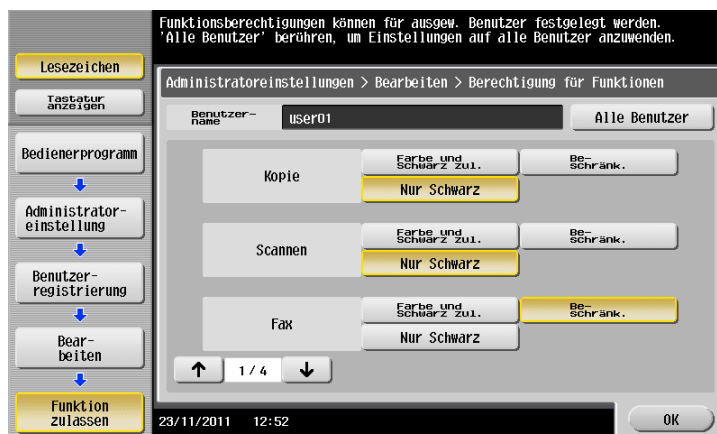 Funktionsberechtigungen können für ausgew. Benutzer festgelegt werden.
'Alle Benutzer' berühren, um Einstellungen auf alle Benutzer anzuwenden.
Lesezeichen
Tastatur
anzeigen
Bedienerprogramm
Administrator-
einstellung
Benutzer-
registrierung
Bear-
beiten
Funktion
zulassen
Administratoreinstellungen > Bearbeiten > Berechtigung für Funktionen
Benutzer-
name
user01
Alle Benutzer
Kopie
Farbe und
Schwarz zul.
Be-
schränk.
Nur Schwarz
Scannen
Farbe und
Schwarz zul.
Be-
schränk.
Nur Schwarz
Fax
Farbe und
Schwarz zul.
Be-
schränk.
Nur Schwarz
1/4
23/11/2011 12:52
OK